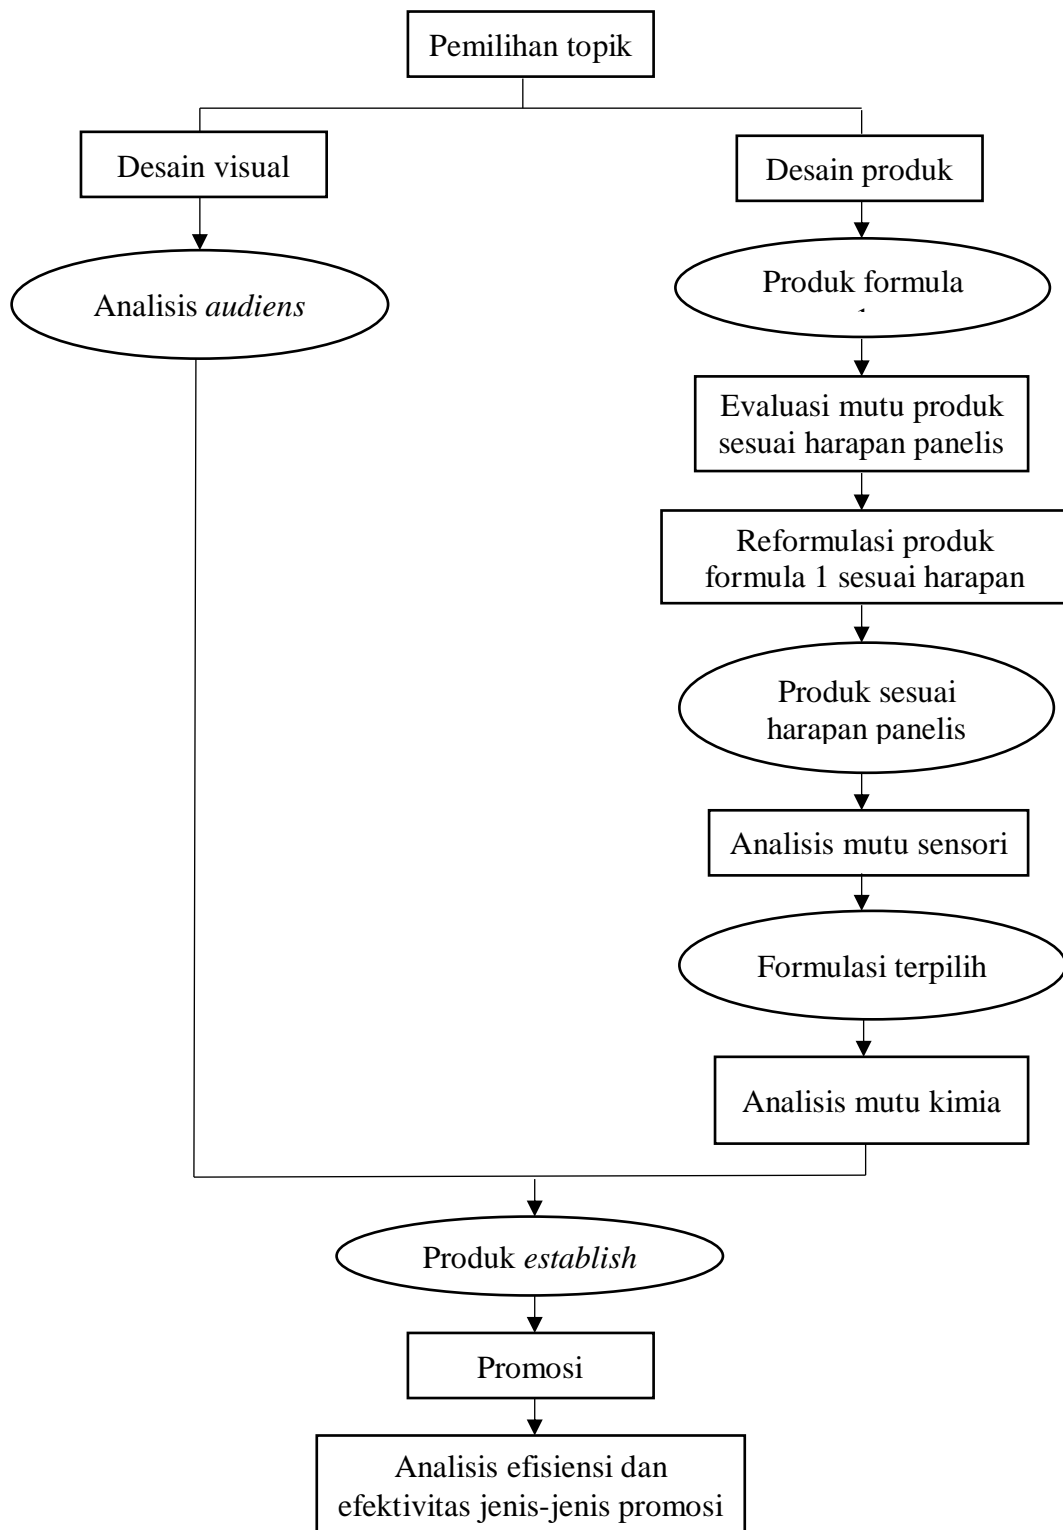 Pemilihan topik
Desain visual
Desain produk
Analisis audiens
Produk formula
Evaluasi mutu produk
sesuai harapan panelis
Reformulasi produk
formula 1 sesuai harapan
Produk sesuai
harapan panelis
Analisis mutu sensori
Formulasi terpilih
Analisis mutu kimia
Produk establish
Promosi
Analisis efisiensi dan
efektivitas jenis-jenis promosi